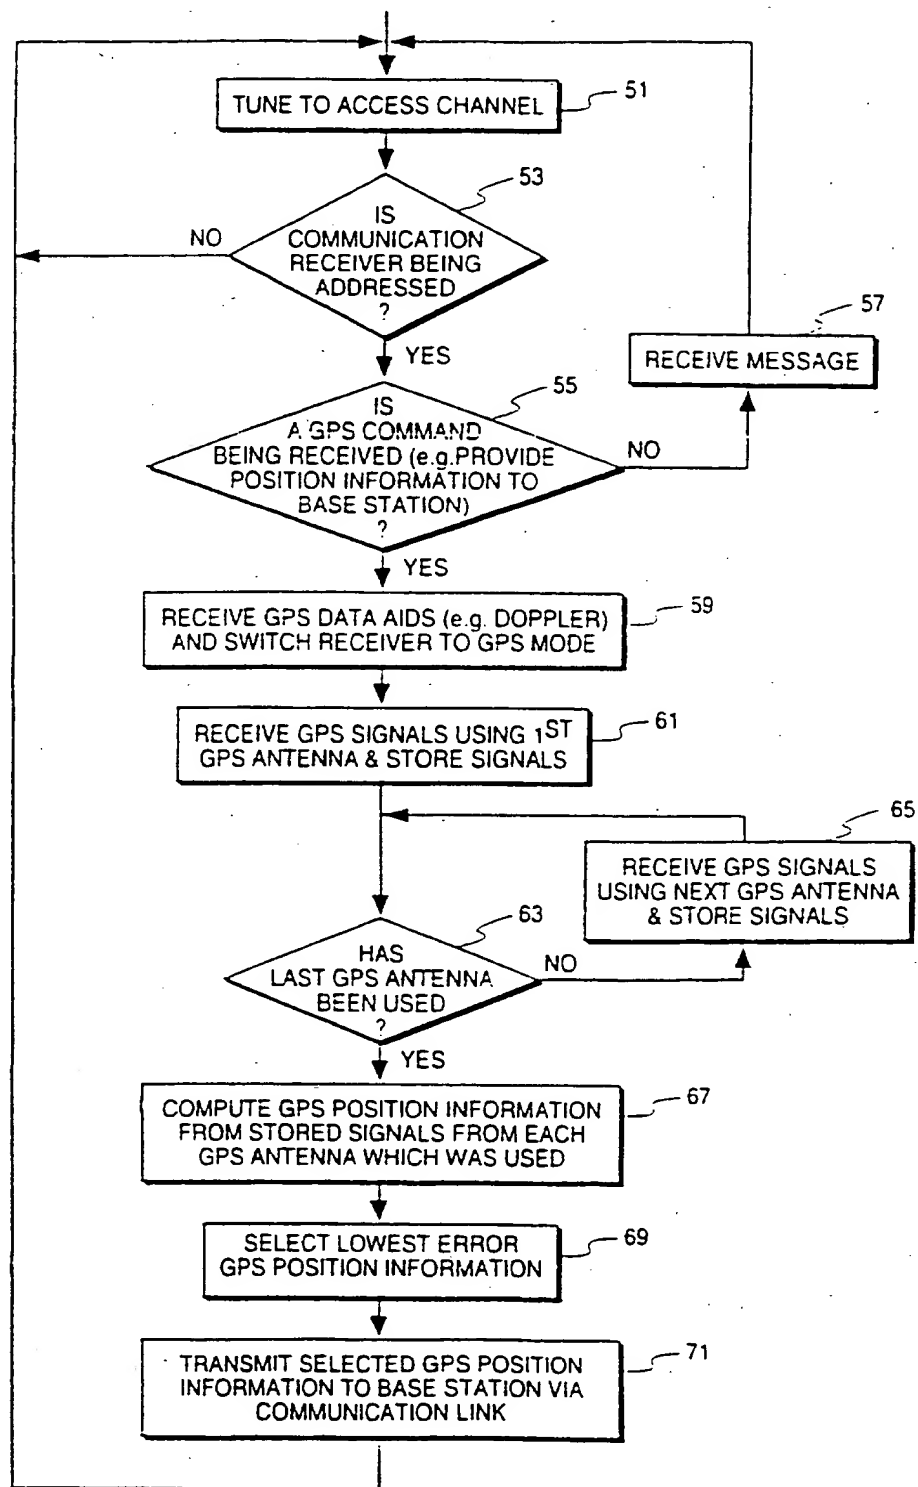 TUNE TO ACCESS CHANNEL
51
53
IS
COMMUNICATION
RECEIVER BEING
ADDRESSED
?
NO
YES
57
RECEIVE MESSAGE
55
IS
A GPS COMMAND
BEING RECEIVED (e.g.PROVIDE
POSITION INFORMATION TO
BASE STATION)
?
NO
YES
RECEIVE GPS DATA AIDS (e.g. DOPPLER)
AND SWITCH RECEIVER TO GPS MODE
59
RECEIVE GPS SIGNALS USING 1ST
GPS ANTENNA & STORE SIGNALS
61
65
RECEIVE GPS SIGNALS
USING NEXT GPS ANTENNA
& STORE SIGNALS
63
HAS
LAST GPS ANTENNA
BEEN USED
?
NO
YES
COMPUTE GPS POSITION INFORMATION
FROM STORED SIGNALS FROM EACH
GPS ANTENNA WHICH WAS USED
67
SELECT LOWEST ERROR
GPS POSITION INFORMATION
69
TRANSMIT SELECTED GPS POSITION
INFORMATION TO BASE STATION VIA
COMMUNICATION LINK
71